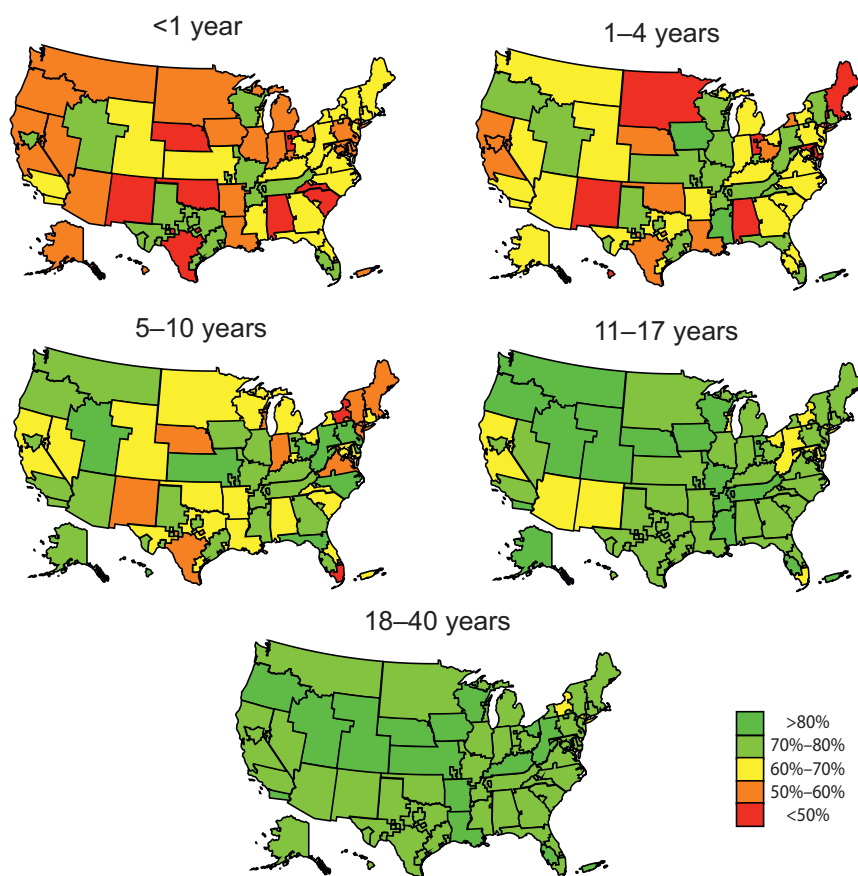 <1 year
1–4 years
5–10 years
11–17 years
18–40 years
>80%
70%–80%
60%–70%
50%–60%
<50%